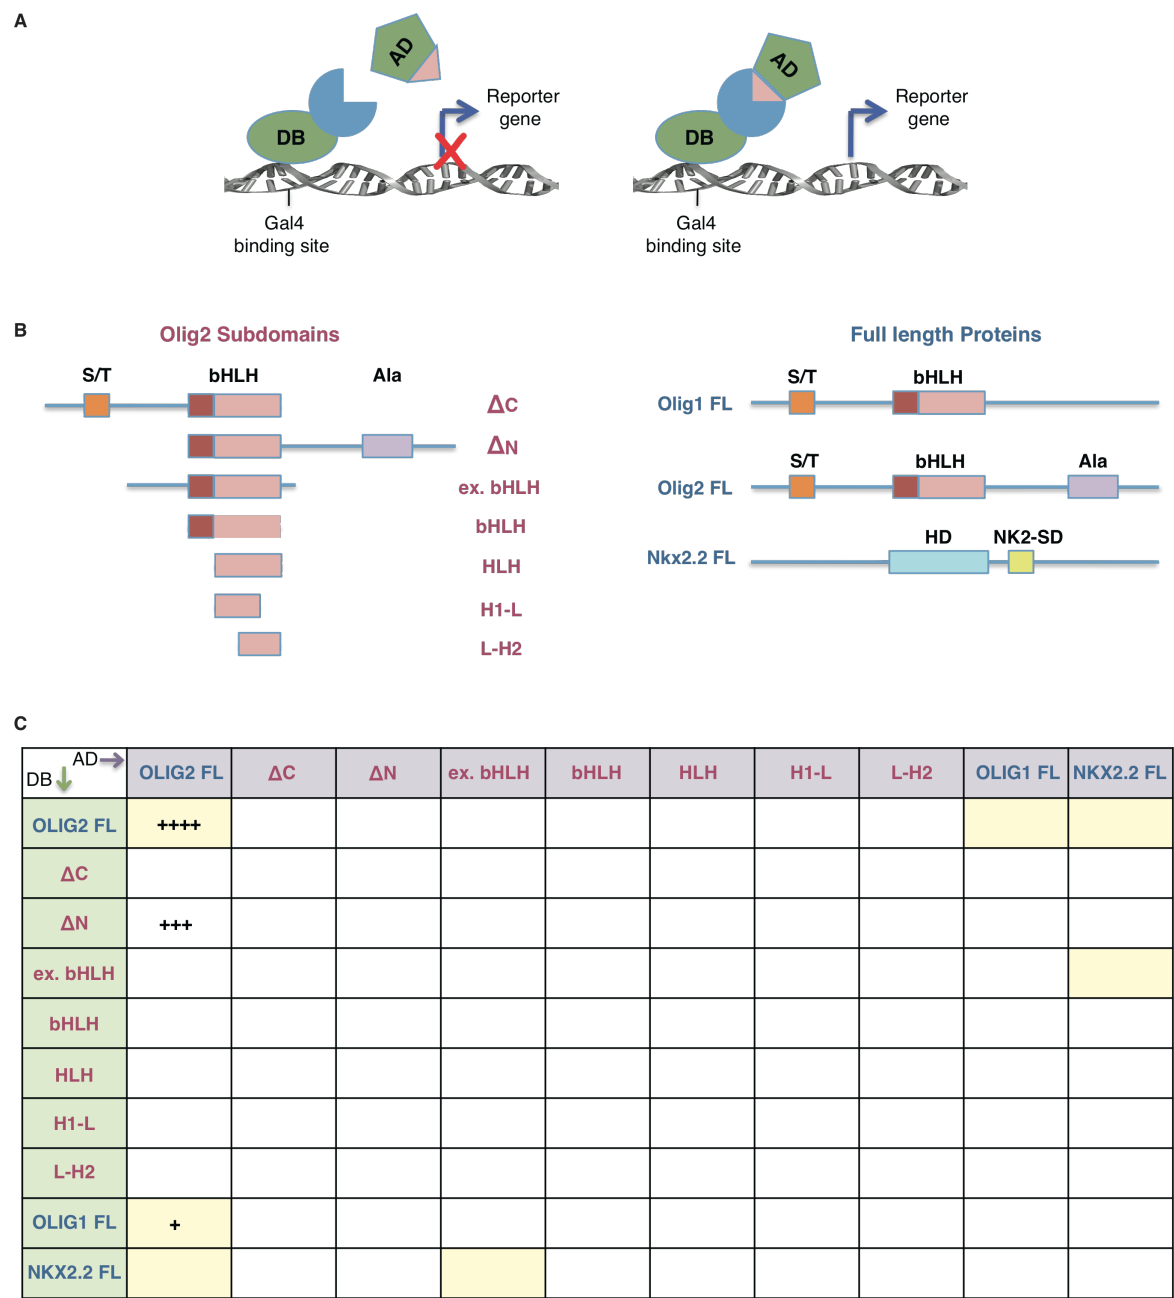 A
AD
DB
Reporter
gene
Gal4
binding site
AD
DB
Reporter
gene
Gal4
binding site
B
Olig2 Subdomains
S/T bHLH Ala
ΔC
ΔN
ex. bHLH
bHLH
HLH
H1-L
L-H2
Full length Proteins
S/T bHLH
Olig1 FL
S/T bHLH Ala
Olig2 FL
HD NK2-SD
Nkx2.2 FL
C
AD
DB
OLIG2 FL ΔC ΔN ex. bHLH bHLH HLH H1-L L-H2 OLIG1 FL NKX2.2 FL
OLIG2 FL ++++
ΔC
ΔN +++
ex. bHLH
bHLH
HLH
H1-L
L-H2
OLIG1 FL +
NKX2.2 FL